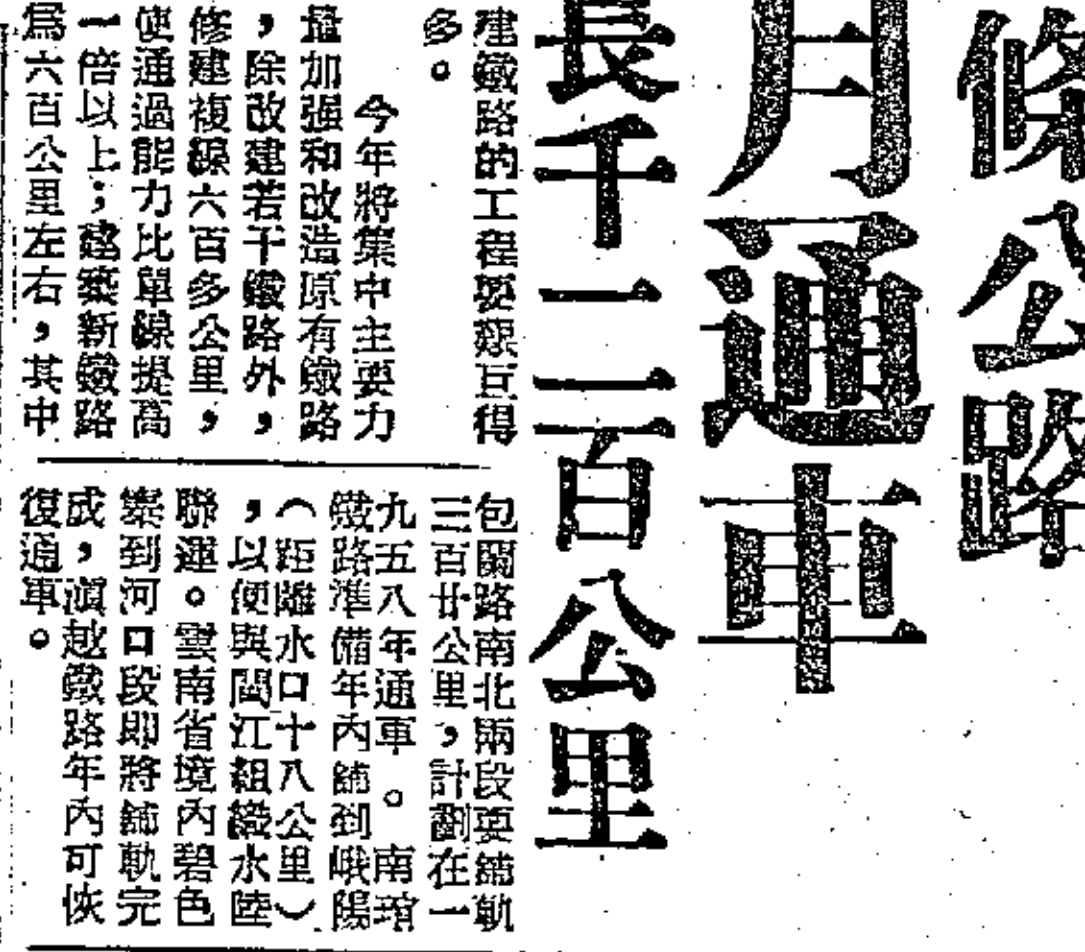 條公路
月通車
長千二百公里
建鐵路的工程要艱巨得
多。
今年將集中主要力
量加强和改造原有鐵路
，除改建若干鐵路外，
修建複線六百多公里，
使通過能力比單線提高
一倍以上；建築新鐵路
爲六百公里左右，其中
包蘭路南北兩段要舖軌
三百廿公里，計劃在一
九五八年通車。南
鐵路準備年內舖到峨陽
（距離水口十八公里）
，以便與閩江組織水陸
聯運。雲南省境內碧色
寨到河口段即將舖軌完
成，滇越鐵路年內可恢
復通車。